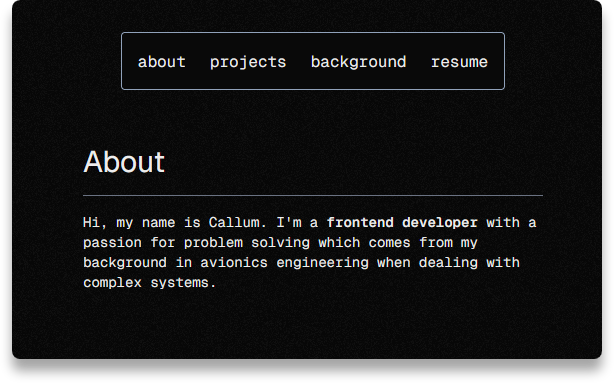 about projects background resume
About
Hi, my name is Callum. I'm a frontend developer with a
passion for problem solving which comes from my
background in avionics engineering when dealing with
complex systems.